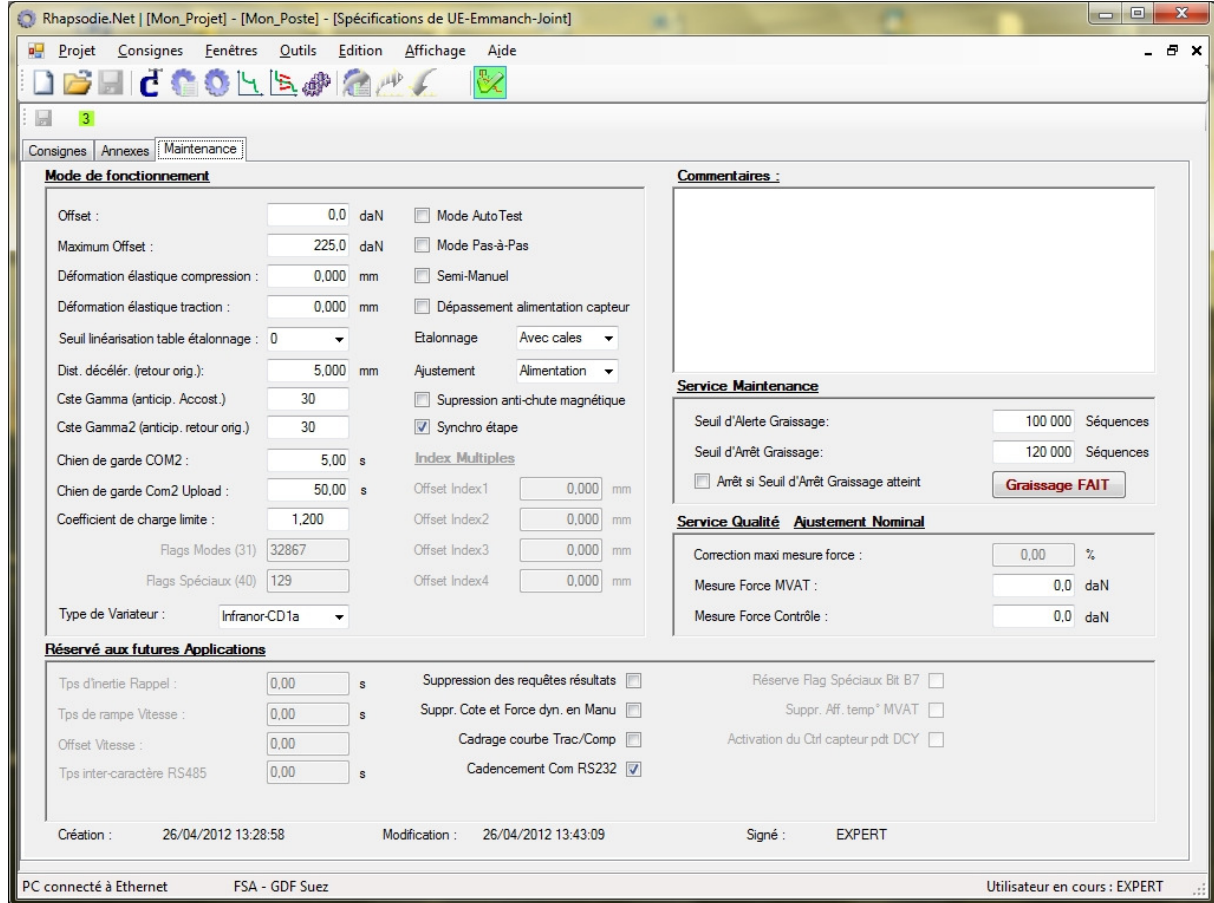 Rhapsodie.Net | [Mon_Projet] - [Mon_Poste] - [Spécifications de UE-Emmanch-Joint]
Projet Consignes Fenêtres Outils Edition Affichage Aide
3
Consignes Annexes Maintenance
Mode de fonctionnement
Offset : 0,0 daN
Maximum Offset : 225,0 daN
Déformation élastique compression : 0,000 mm
Déformation élastique traction : 0,000 mm
Seuil linéarisation table étalonnage : 0
Dist. décélér. (retour orig.): 5,000 mm
Cste Gamma (anticip. Accost.) 30
Cste Gamma2 (anticip. retour orig.) 30
Chien de garde COM2 : 5,00 s
Chien de garde Com2 Upload : 50,00 s
Coefficient de charge limite : 1,200
Flags Modes (31) 32867
Flags Spéciaux (40) 129
Type de Variateur : Infranor-CD1a
Mode AutoTest
Mode Pas-à-Pas
Semi-Manuel
Dépassement alimentation capteur
Etalonnage Avec cales
Ajustement Alimentation
Supression anti-chute magnétique
Synchro étape
Index Multiples
Offset Index1 0,000 mm
Offset Index2 0,000 mm
Offset Index3 0,000 mm
Offset Index4 0,000 mm
Commentaires :
Service Maintenance
Seuil d'Alerte Graissage: 100 000 Séquences
Seuil d'Arrêt Graissage: 120 000 Séquences
Arrêt si Seuil d'Arrêt Graissage atteint Graissage FAIT
Service Qualité Ajustement Nominal
Correction maxi mesure force : 0,00 %
Mesure Force MVAT : 0,0 daN
Mesure Force Contrôle : 0,0 daN
Réservé aux futures Applications
Tps d'inertie Rappel : 0,00 s
Tps de rampe Vitesse : 0,00 s
Offset Vitesse : 0,00
Tps inter-caractère RS485 0,00 s
Suppression des requêtes résultats
Suppr. Cote et Force dyn. en Manu
Cadrage courbe Trac/Comp
Cadencement Com RS232
Réserve Flag Spéciaux Bit B7
Suppr. Aff. temp° MVAT
Activation du Ctrl capteur pdt DCY
Création : 26/04/2012 13:28:58 Modification : 26/04/2012 13:43:09 Signé : EXPERT
PC connecté à Ethernet FSA - GDF Suez Utilisateur en cours : EXPERT